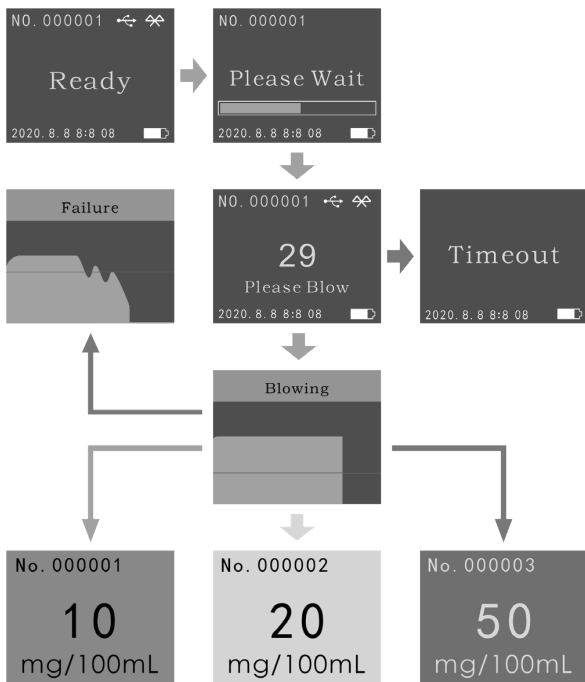 NO. 000001
Ready
2020. 8. 8 8:8 08
NO. 000001
Please Wait
2020. 8. 8 8:8 08
Failure
NO. 000001
29
Please Blow
2020. 8. 8 8:8 08
Timeout
2020. 8. 8 8:8 08
Blowing
No. 000001
10
mg/100mL
No. 000002
20
mg/100mL
No. 000003
50
mg/100mL